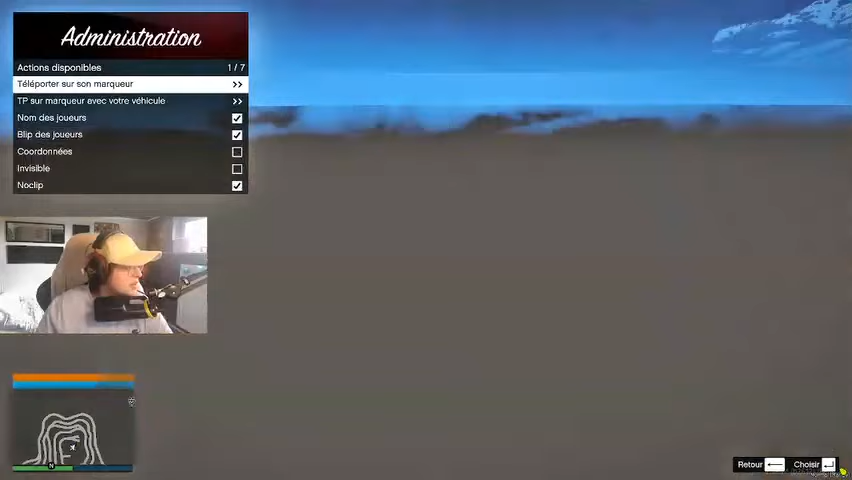 Administration
Actions disponibles 1 / 7
Téléporter sur son marqueur >>
TP sur marqueur avec votre véhicule >>
Nom des joueurs
Blip des joueurs
Coordonnées
Invisible
Noclip
N
Retour Choisir